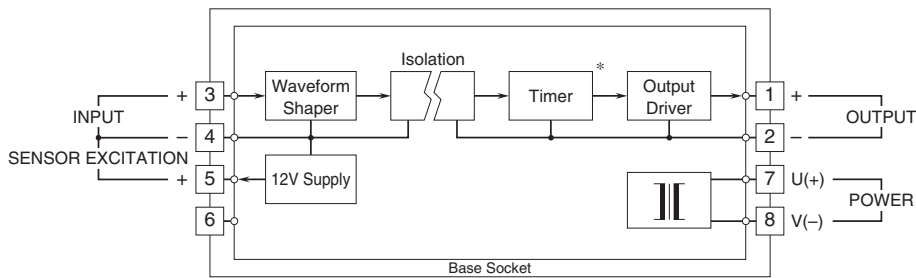 Isolation
*
Waveform
Shaper
Timer
Output
Driver
12V Supply
+ 3
INPUT
– 4
SENSOR EXCITATION
+ 5
6
1 +
OUTPUT
2 –
7 U(+)
POWER
8 V(–)
Base Socket